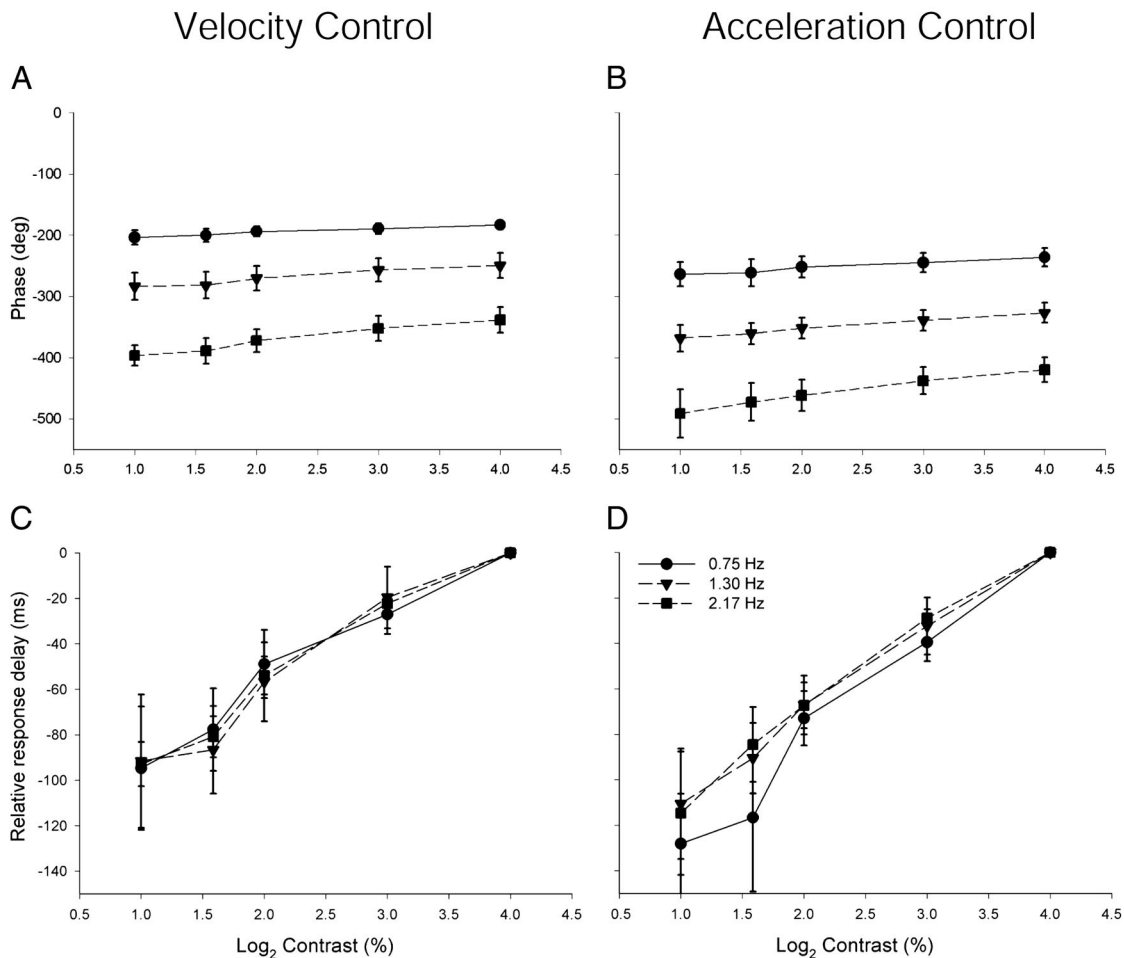 Velocity Control
Acceleration Control
A
B
0
-100
-200
-300
-400
-500
Phase (deg)
0.5 1.0 1.5 2.0 2.5 3.0 3.5 4.0 4.5
0.5 1.0 1.5 2.0 2.5 3.0 3.5 4.0 4.5
C
D
0
-20
-40
-60
-80
-100
-120
-140
Relative response delay (ms)
0.75 Hz
1.30 Hz
2.17 Hz
0.5 1.0 1.5 2.0 2.5 3.0 3.5 4.0 4.5
0.5 1.0 1.5 2.0 2.5 3.0 3.5 4.0 4.5
Log2 Contrast (%)
Log2 Contrast (%)